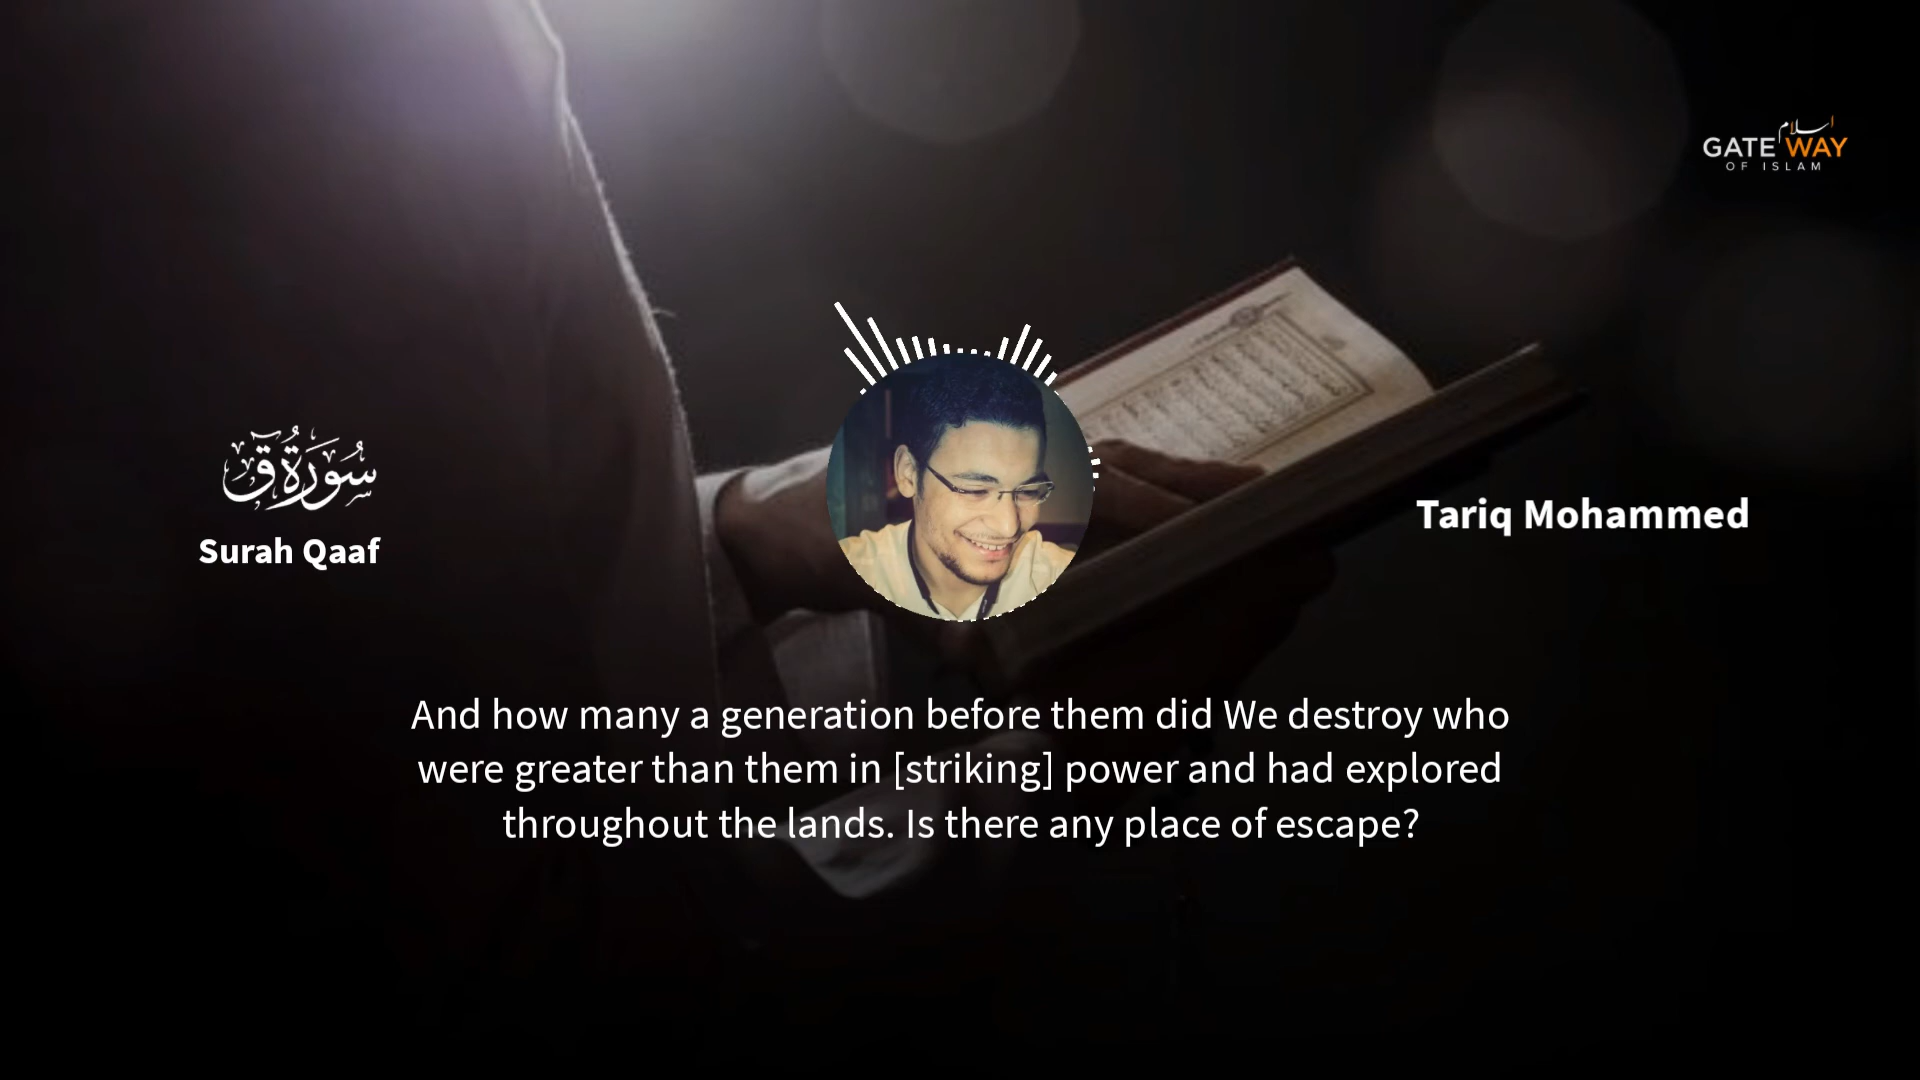 اسلام
GATE WAY
OF ISLAM
سُورَةُ قٓ
Surah Qaaf
Tariq Mohammed
And how many a generation before them did We destroy who
were greater than them in [striking] power and had explored
throughout the lands. Is there any place of escape?